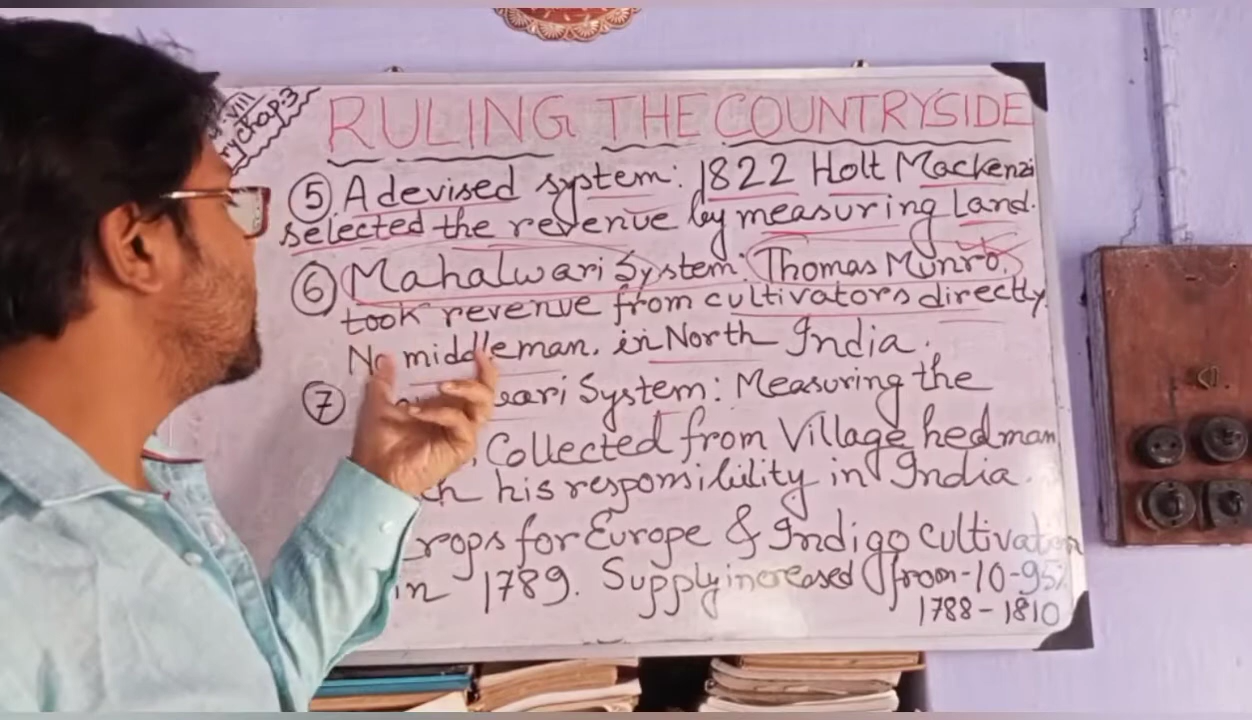 VIII
chap.3
RULING THE COUNTRYSIDE
⑤ A devised system: 1822 Holt Mackenzi
selected the revenue by measuring Land.
⑥ Mahalwari System: Thomas Munro.
took revenue from cultivators directly.
No middleman. in North India.
⑦ wari System: Measuring the
Collected from Village hedman
his responsibility in India.
rops for Europe & Indigo cultivation
in 1789. Supply increased from-10-95%
1788-1810